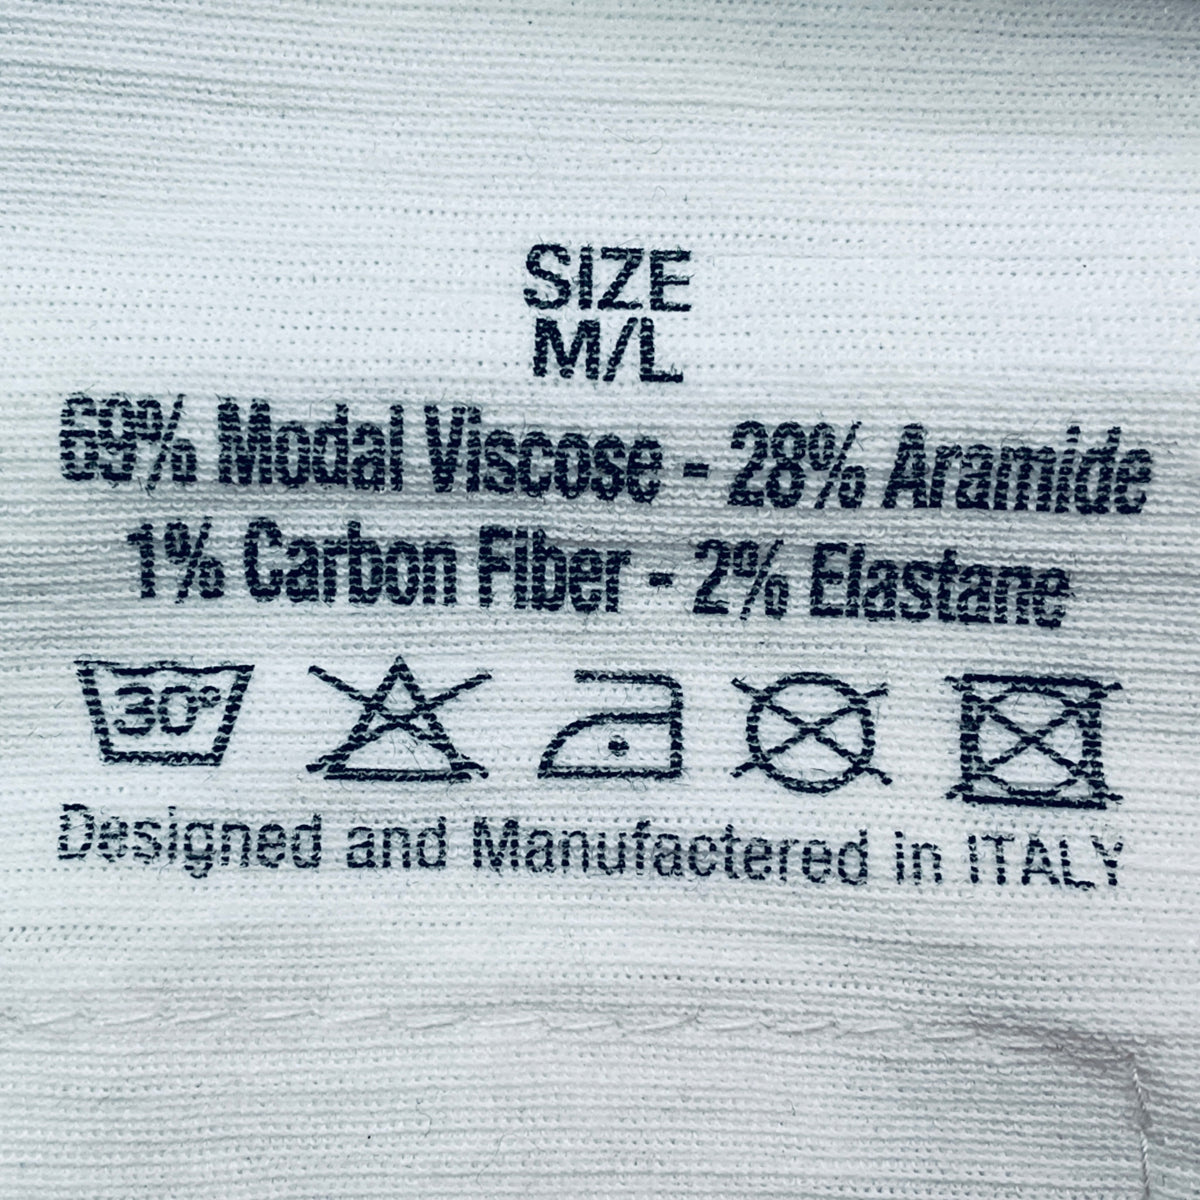 SIZE
M/L
69% Modal Viscose - 28% Aramide
1% Carbon Fiber - 2% Elastane
30°
Designed and Manufactered in ITALY